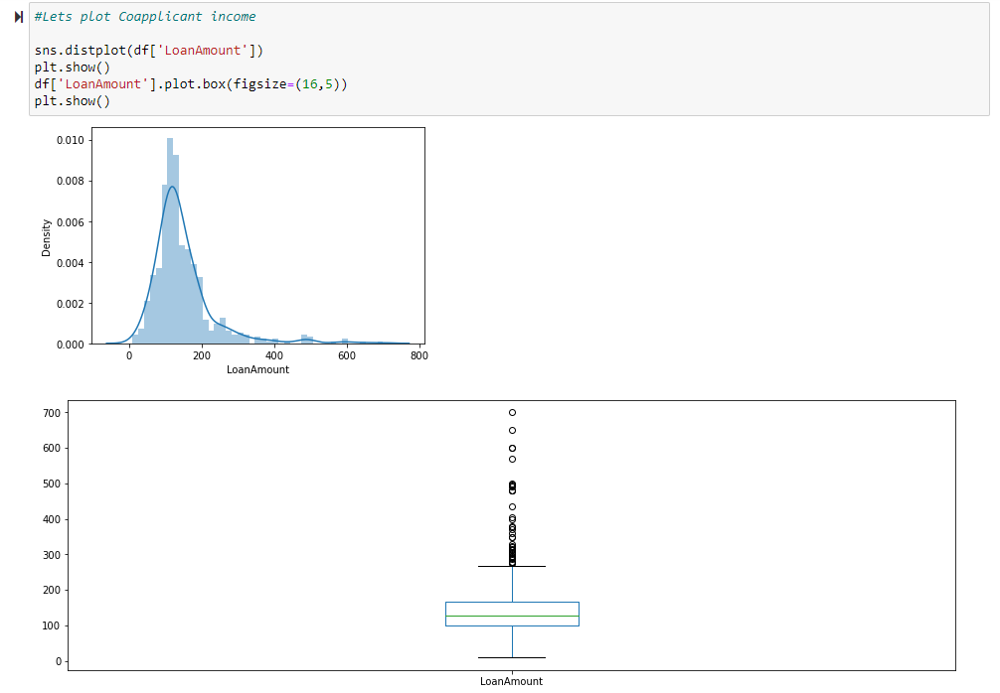 #Lets plot Coapplicant income
sns.distplot(df['LoanAmount'])
plt.show()
df['LoanAmount'].plot.box(figsize=(16,5))
plt.show()
0.010
0.008
0.006
0.004
0.002
0.000
Density
0 200 400 600 800
LoanAmount
700
600
500
400
300
200
100
0
LoanAmount